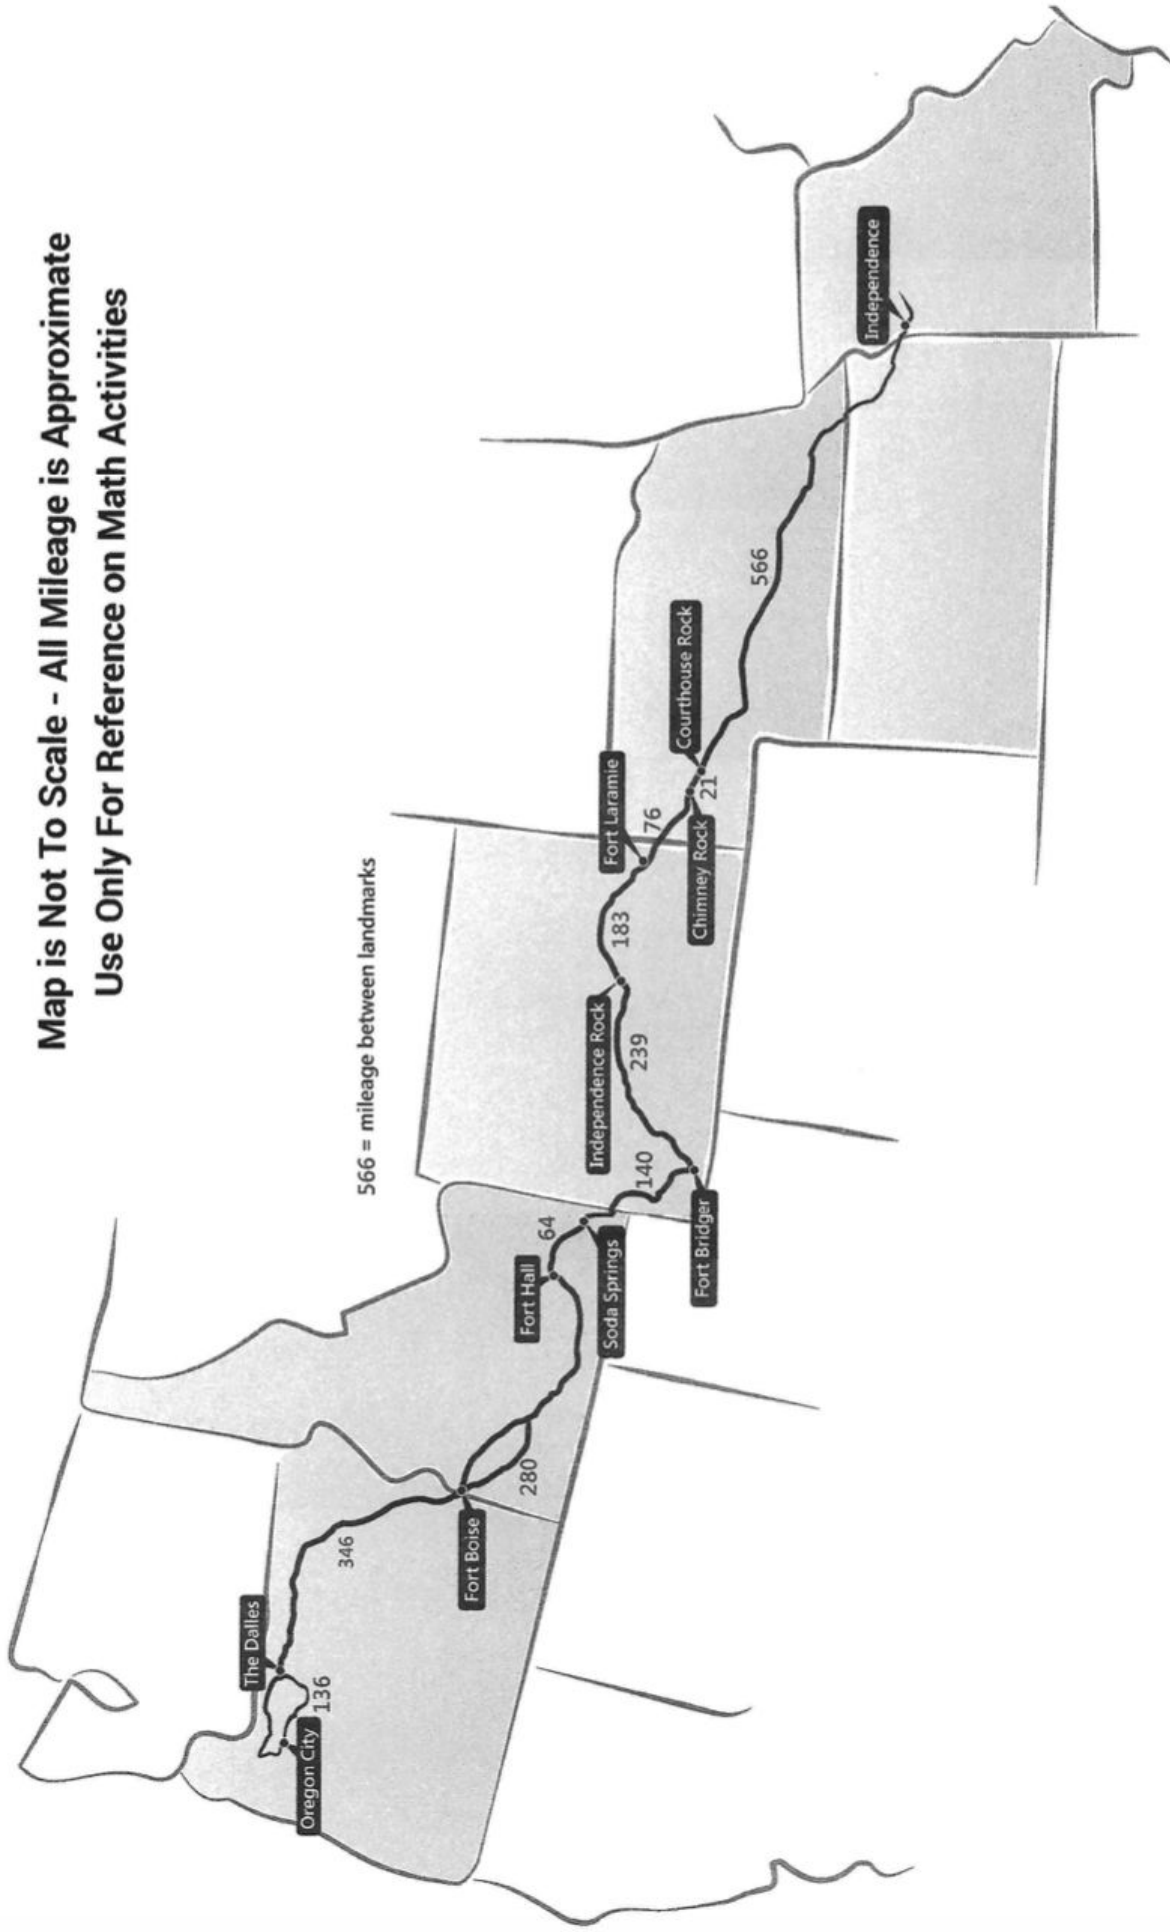 Map is Not To Scale - All Mileage is Approximate
Use Only For Reference on Math Activities
566 = mileage between landmarks
The Dalles
136
Oregon City
346
Fort Boise
280
Fort Hall
64
Soda Springs
140
Fort Bridger
239
Independence Rock
183
Fort Laramie
76
Chimney Rock
21
Courthouse Rock
566
Independence